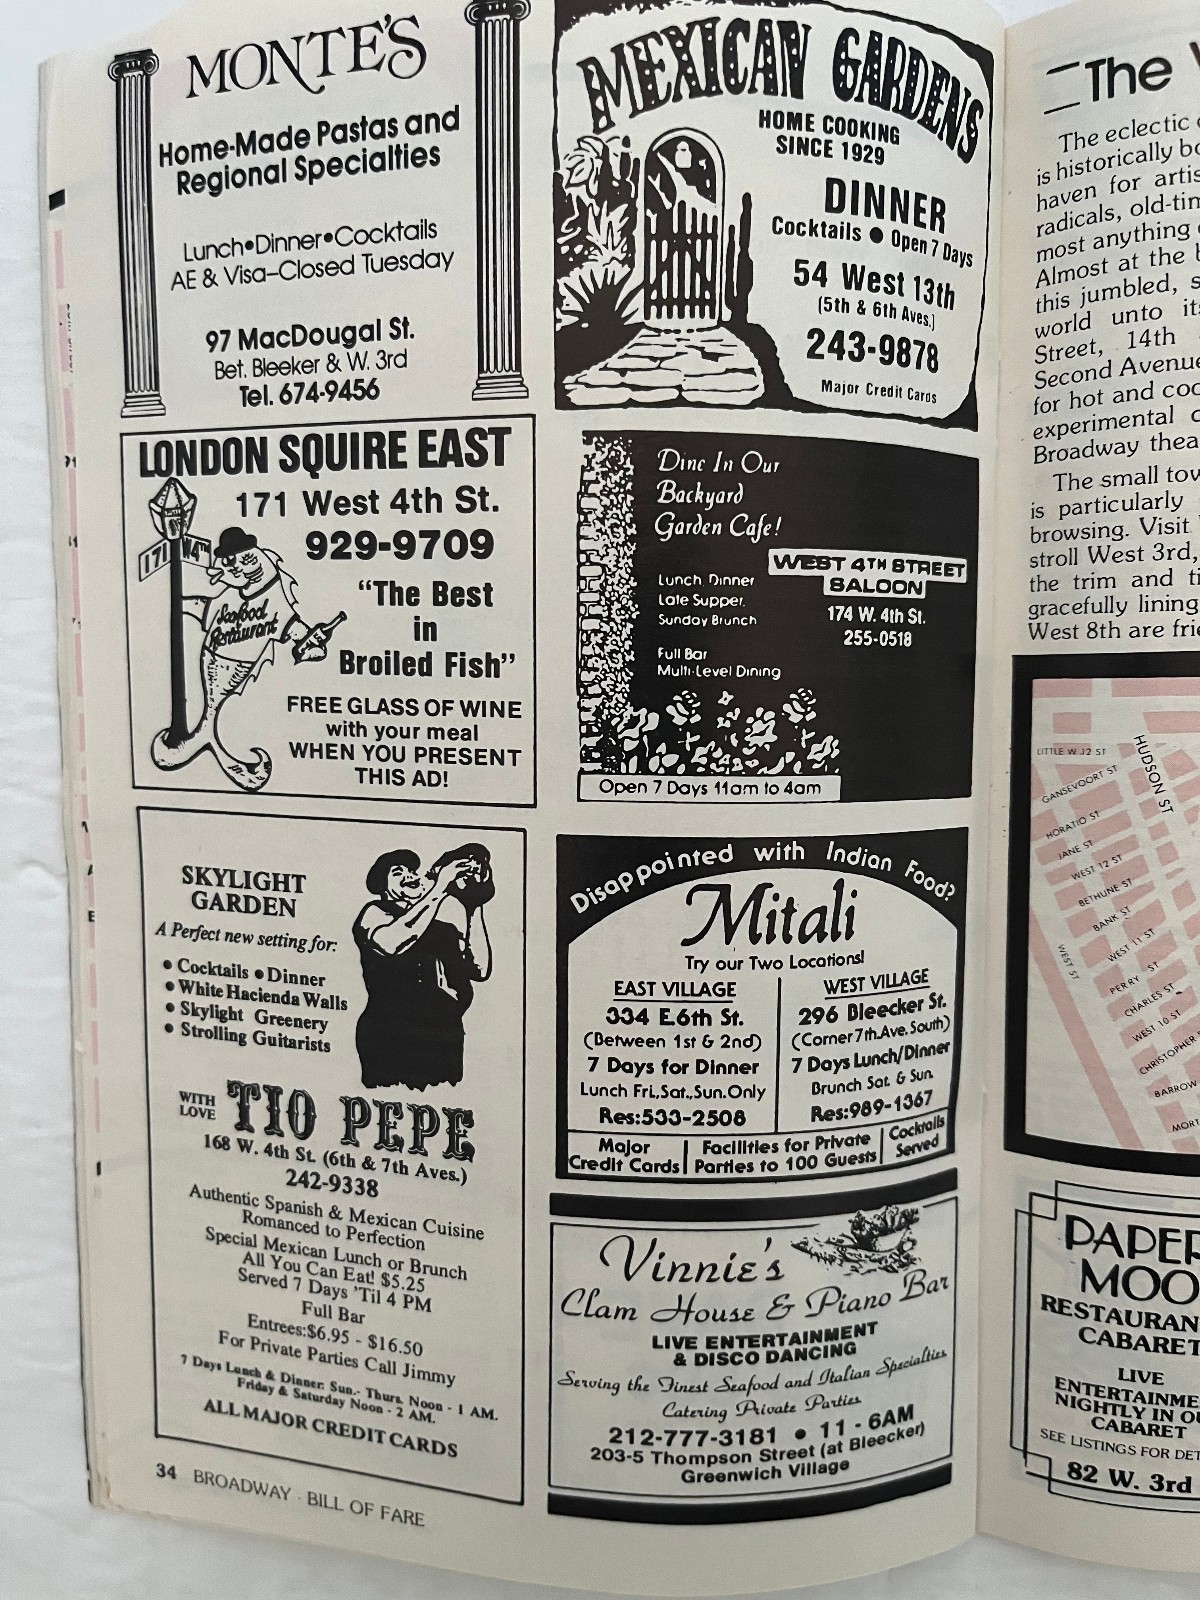 MONTE'S
Home-Made Pastas and
Regional Specialties
Lunch•Dinner•Cocktails
AE & Visa–Closed Tuesday
97 MacDougal St.
Bet. Bleeker & W. 3rd
Tel. 674-9456
MEXICAN GARDENS
HOME COOKING
SINCE 1929
DINNER
Cocktails ● Open 7 Days
54 West 13th
(5th & 6th Aves.)
243-9878
Major Credit Cards
LONDON SQUIRE EAST
171 West 4th St.
929-9709
171 W4TH
Seafood
Restaurant
"The Best
in
Broiled Fish"
FREE GLASS OF WINE
with your meal
WHEN YOU PRESENT
THIS AD!
Dine In Our
Backyard
Garden Cafe!
WEST 4TH STREET
SALOON
174 W. 4th St.
255-0518
Lunch, Dinner
Late Supper,
Sunday Brunch
Full Bar
Multi-Level Dining
Open 7 Days 11am to 4am
SKYLIGHT
GARDEN
A Perfect new setting for:
• Cocktails • Dinner
• White Hacienda Walls
• Skylight Greenery
• Strolling Guitarists
WITH
LOVE
TIO PEPE
168 W. 4th St. (6th & 7th Aves.)
242-9338
Authentic Spanish & Mexican Cuisine
Romanced to Perfection
Special Mexican Lunch or Brunch
All You Can Eat! $5.25
Served 7 Days 'Til 4 PM
Full Bar
Entrees:$6.95 - $16.50
For Private Parties Call Jimmy
7 Days Lunch & Dinner: Sun.- Thurs. Noon - 1 AM.
Friday & Saturday Noon - 2 AM.
ALL MAJOR CREDIT CARDS
Disappointed with Indian Food?
Mitali
Try our Two Locations!
EAST VILLAGE
334 E.6th St.
(Between 1st & 2nd)
7 Days for Dinner
Lunch Fri.,Sat.,Sun.Only
Res:533-2508
WEST VILLAGE
296 Bleecker St.
(Corner 7th.Ave. South)
7 Days Lunch/Dinner
Brunch Sat. & Sun.
Res:989-1367
Major
Credit Cards
Facilities for Private
Parties to 100 Guests
Cocktails
Served
Vinnie's
Clam House & Piano Bar
LIVE ENTERTAINMENT
& DISCO DANCING
Serving the Finest Seafood and Italian Specialties
Catering Private Parties
212-777-3181 • 11 - 6AM
203-5 Thompson Street (at Bleecker)
Greenwich Village
34 BROADWAY · BILL OF FARE
The
The eclectic
is historically
haven for
radicals,
most anything
Almost at the
this jumbled,
world unto
Street, 14th
Second Avenue
for hot and
experimental
Broadway
The small
is particularly
browsing. Visit
stroll West 3rd,
the trim and
gracefully lining
West 8th are
LITTLE W 12 ST
GANSEVOORT ST
HUDSON ST
HORATIO ST
JANE ST
WEST 12 ST
BETHUNE ST
BANK ST
WEST ST
WEST 11 ST
PERRY ST
CHARLES ST
WEST 10 ST
CHRISTOPHER
BARROW
MORT
PAPER
MOO
RESTAURAN
CABARET
LIVE
ENTERTAINME
NIGHTLY IN
CABARET
SEE LISTINGS FOR DET
82 W. 3rd